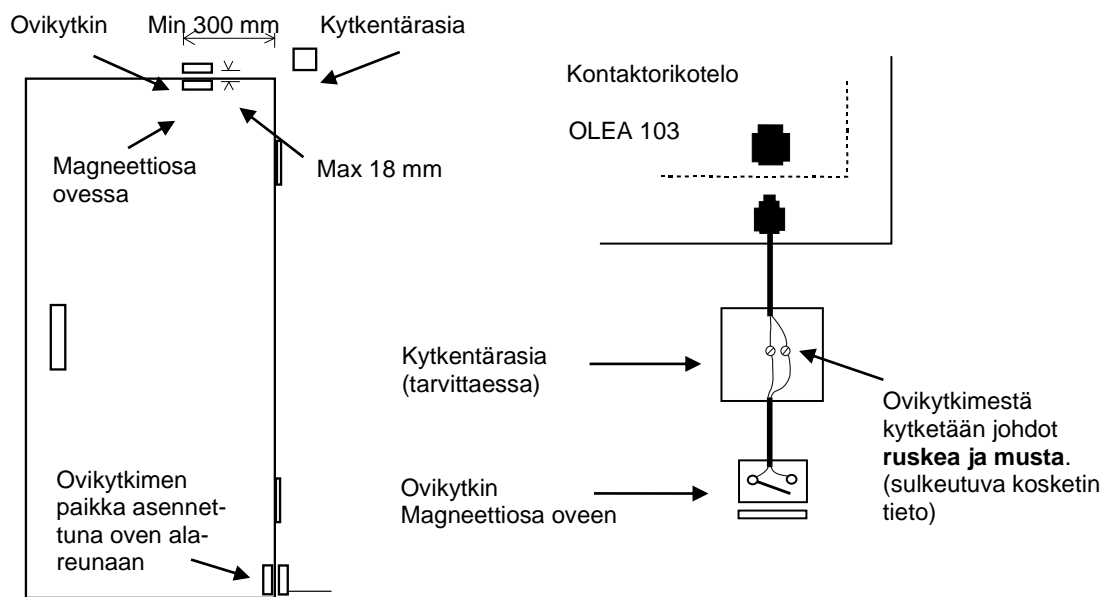 Ovikytkin
Min 300 mm
Kytkentärasia
Magneettiosa
ovessa
Max 18 mm
Ovikytkimen
paikka asennet-
tuna oven ala-
reunaan
Kontaktorikotelo
OLEA 103
Kytkentärasia
(tarvittaessa)
Ovikytkimestä
kytketään johdot
ruskea ja musta.
(sulkeutuva kosketin
tieto)
Ovikytkin
Magneettiosa oveen